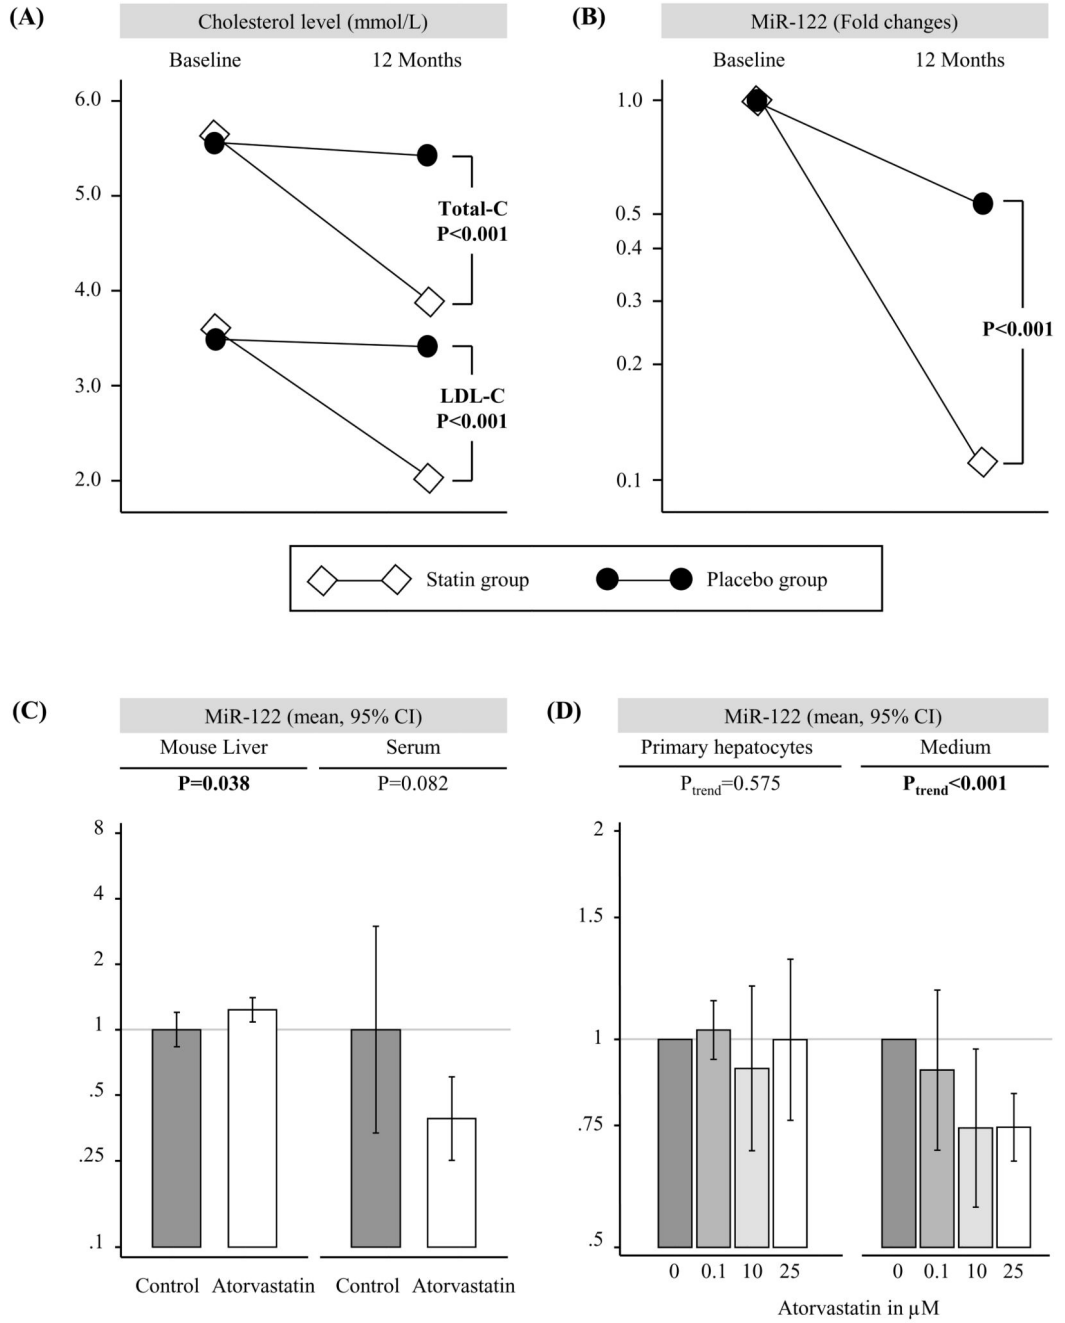 (A)
Cholesterol level (mmol/L)
Baseline 12 Months
6.0
5.0
4.0
3.0
2.0
Total-C
P<0.001
LDL-C
P<0.001
(B)
MiR-122 (Fold changes)
Baseline 12 Months
1.0
0.5
0.4
0.3
0.2
0.1
P<0.001
Statin group Placebo group
(C)
MiR-122 (mean, 95% CI)
Mouse Liver Serum
P=0.038 P=0.082
8
4
2
1
.5
.25
.1
Control Atorvastatin Control Atorvastatin
(D)
MiR-122 (mean, 95% CI)
Primary hepatocytes Medium
Ptrend=0.575 Ptrend<0.001
2
1.5
1
.75
.5
0 0.1 10 25 0 0.1 10 25
Atorvastatin in µM